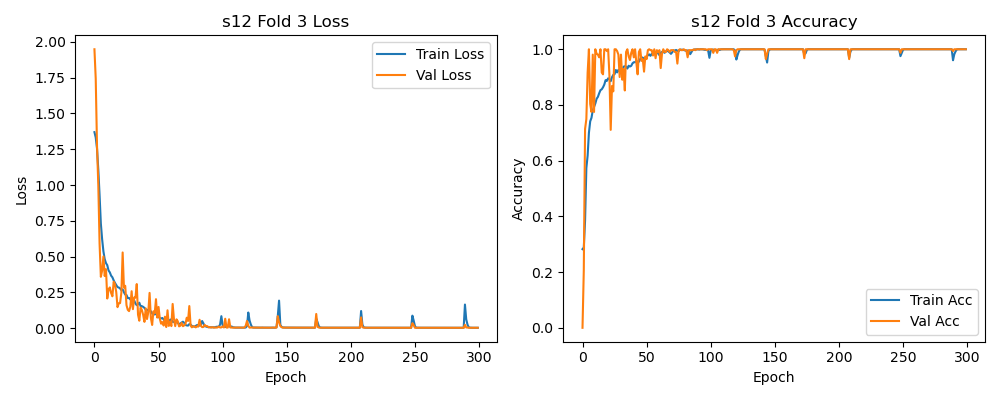 s12 Fold 3 Loss
2.00
1.75
1.50
1.25
1.00
0.75
0.50
0.25
0.00
Loss
0 50 100 150 200 250 300
Epoch
Train Loss
Val Loss
s12 Fold 3 Accuracy
1.0
0.8
0.6
0.4
0.2
0.0
Accuracy
0 50 100 150 200 250 300
Epoch
Train Acc
Val Acc